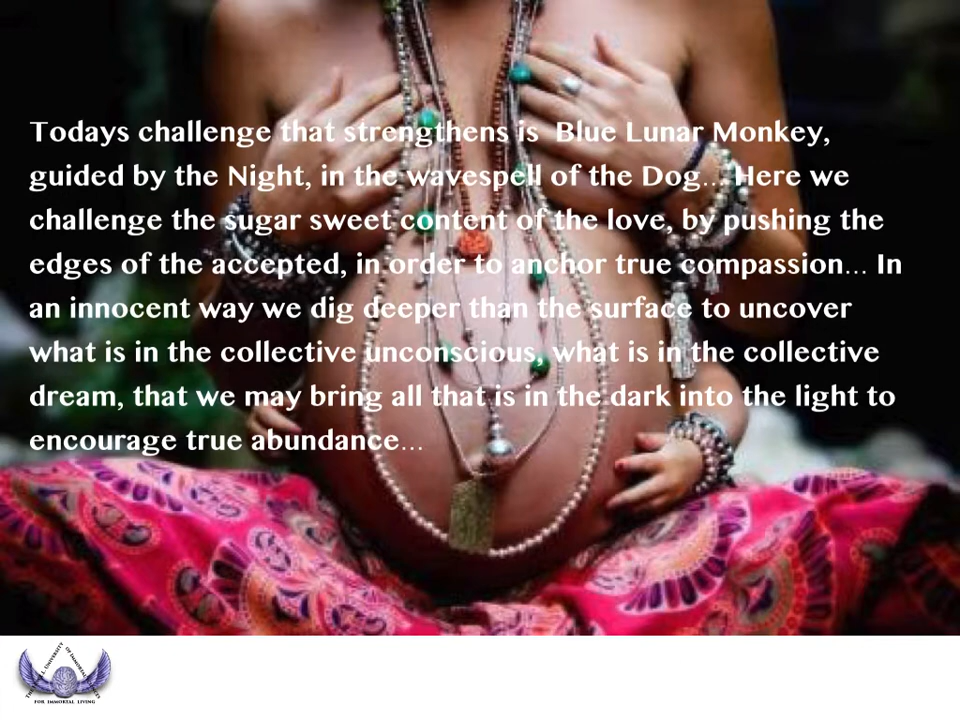 Todays challenge that strengthens is  Blue Lunar Monkey,
guided by the Night, in the wavespell of the Dog... Here we
challenge the sugar sweet content of the love, by pushing the
edges of the accepted, in order to anchor true compassion... In
an innocent way we dig deeper than the surface to uncover
what is in the collective unconscious, what is in the collective
dream, that we may bring all that is in the dark into the light to
encourage true abundance...
FOR IMMORTAL LIVING